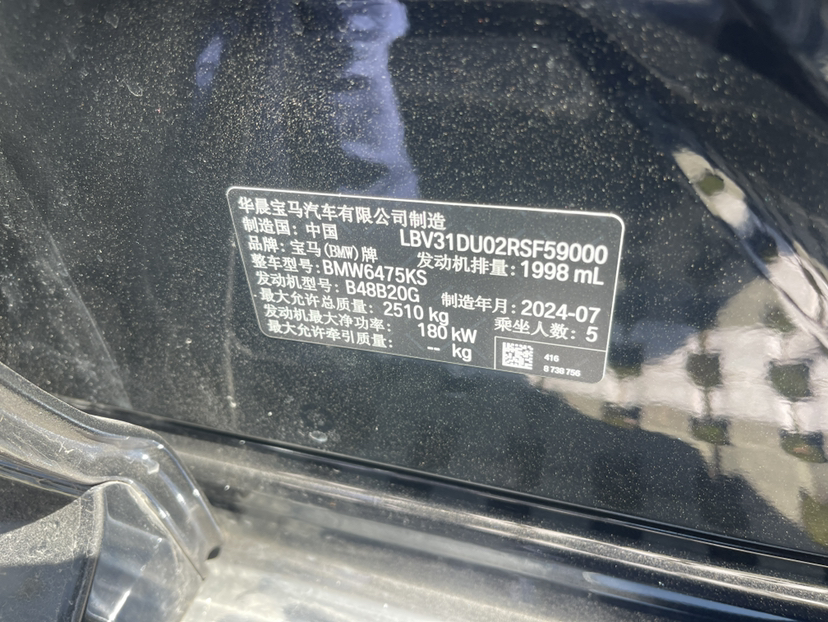 华晨宝马汽车有限公司制造
制造国: 中国 LBV31DU02RSF59000
品牌: 宝马(BMW)牌 发动机排量: 1998 mL
整车型号: BMW6475KS
发动机型号: B48B20G 制造年月: 2024-07
最大允许总质量: 2510 kg 乘坐人数: 5
发动机最大净功率: 180 kW
最大允许牵引质量: -- kg
416
8 738 756